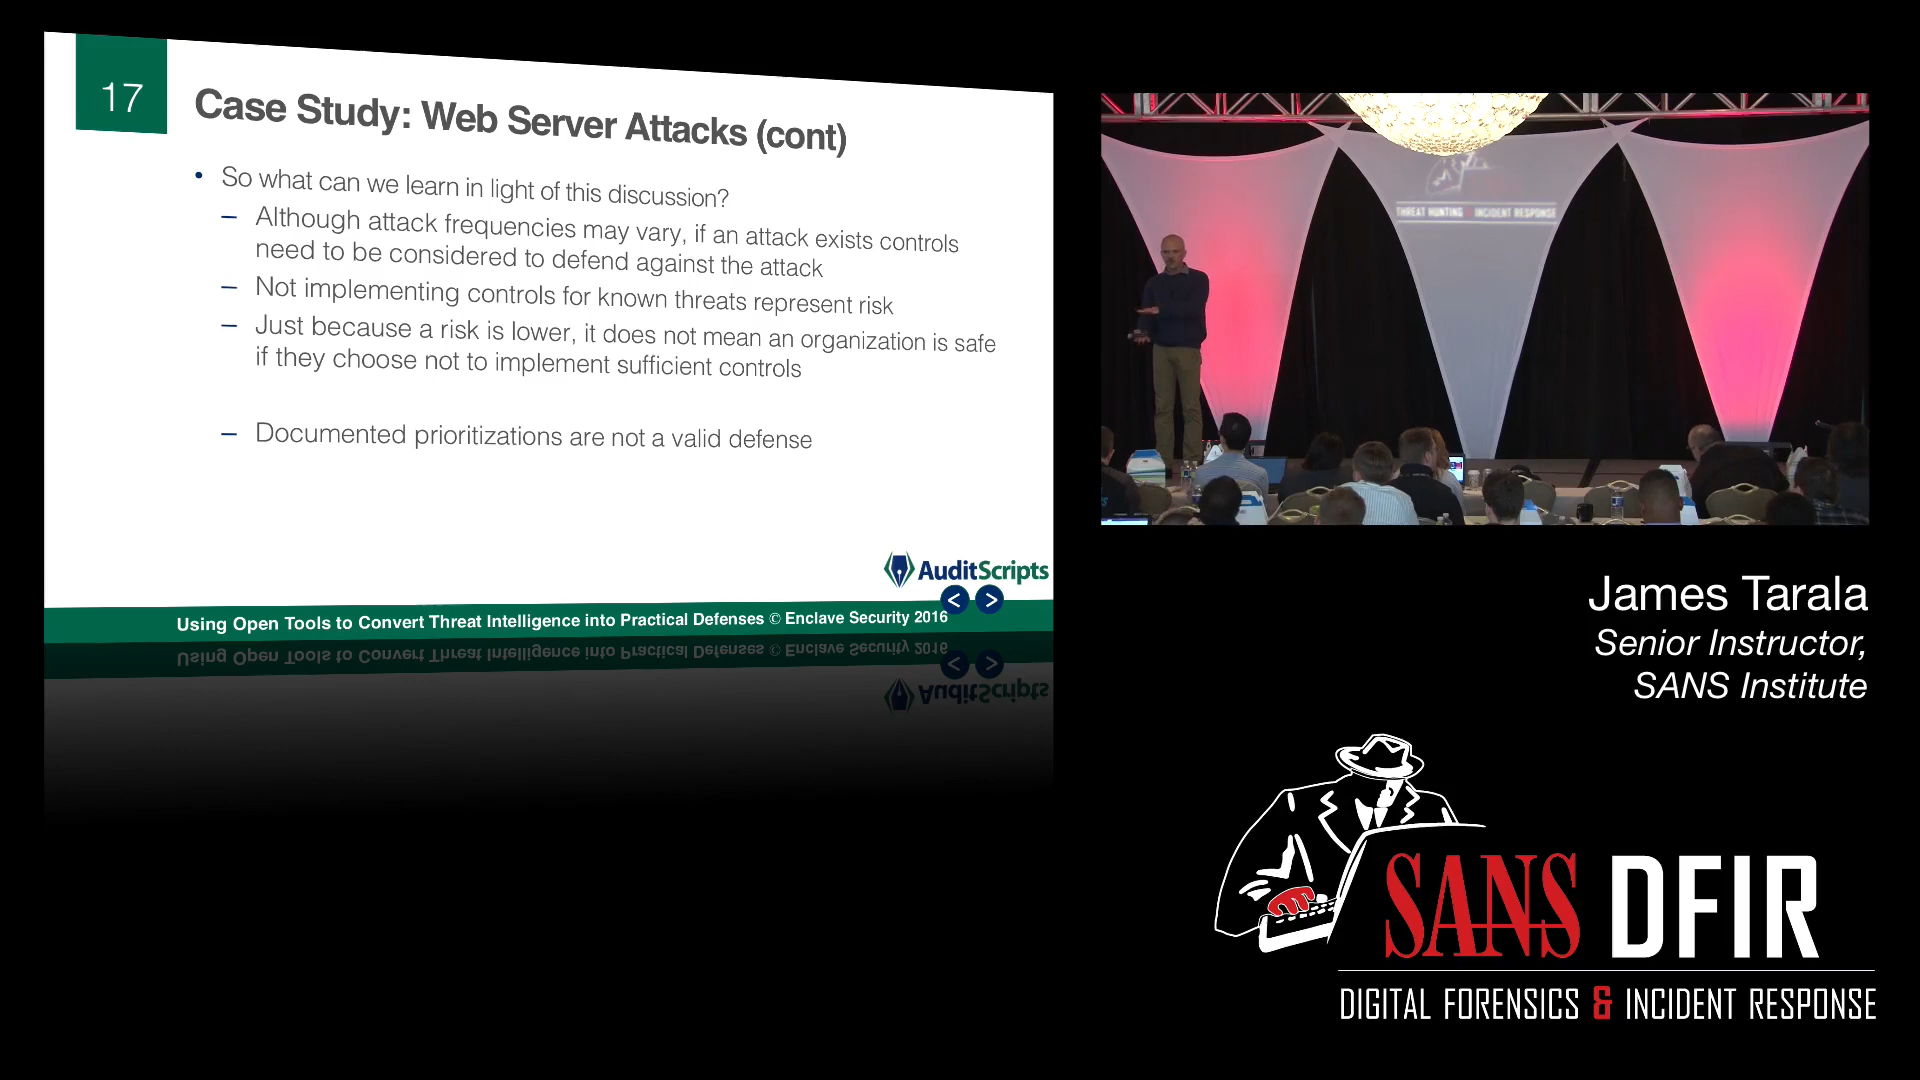 17
Case Study: Web Server Attacks (cont)
• So what can we learn in light of this discussion?
– Although attack frequencies may vary, if an attack exists controls
need to be considered to defend against the attack
– Not implementing controls for known threats represent risk
– Just because a risk is lower, it does not mean an organization is safe
if they choose not to implement sufficient controls
– Documented prioritizations are not a valid defense
AuditScripts
< >
Using Open Tools to Convert Threat Intelligence into Practical Defenses © Enclave Security 2016
THREAT HUNTING & INCIDENT RESPONSE
James Tarala
Senior Instructor,
SANS Institute
SANS DFIR
DIGITAL FORENSICS & INCIDENT RESPONSE